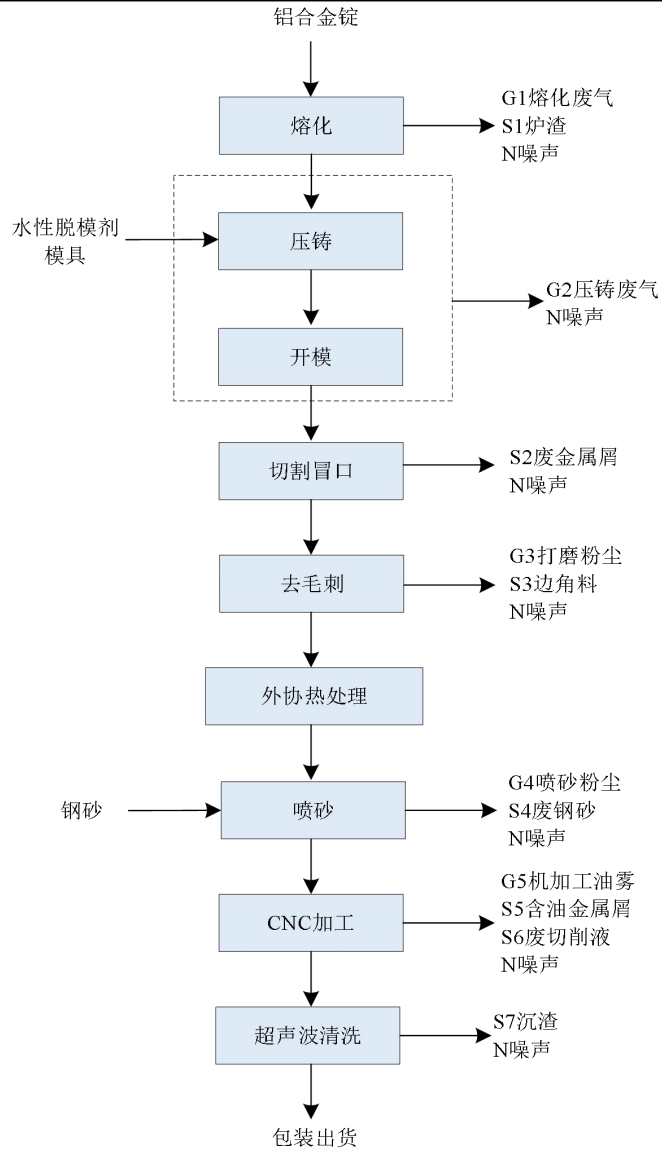 铝合金锭
熔化
G1熔化废气
S1炉渣
N噪声
水性脱模剂
模具
压铸
开模
G2压铸废气
N噪声
切割冒口
S2废金属屑
N噪声
去毛刺
G3打磨粉尘
S3边角料
N噪声
外协热处理
钢砂
喷砂
G4喷砂粉尘
S4废钢砂
N噪声
CNC加工
G5机加工油雾
S5含油金属屑
S6废切削液
N噪声
超声波清洗
S7沉渣
N噪声
包装出货